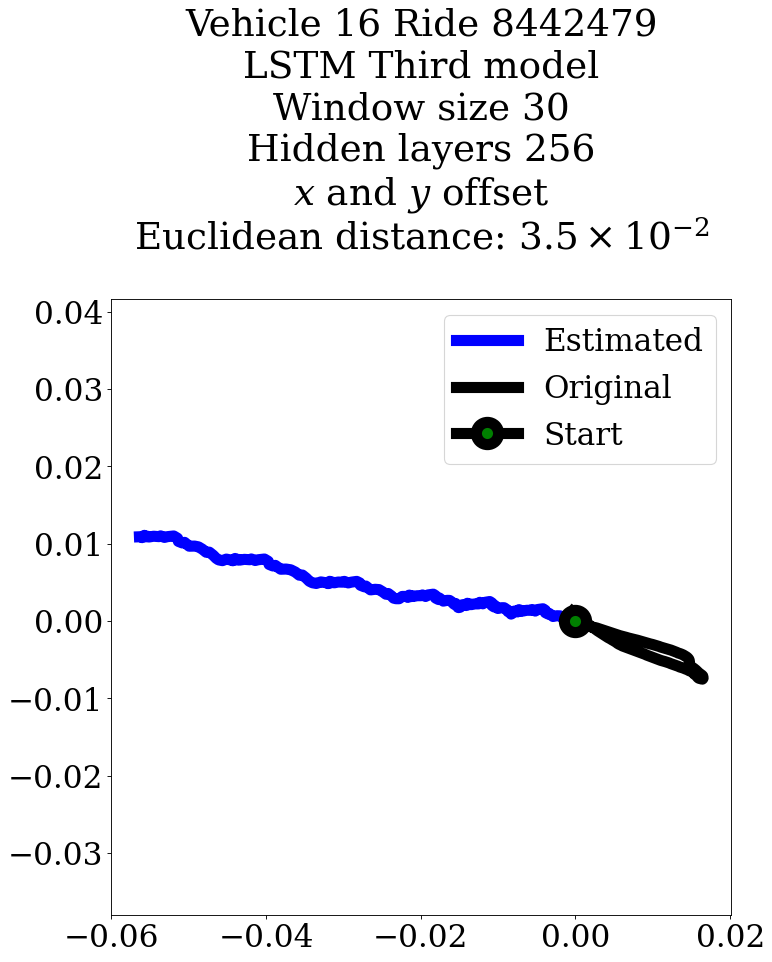 Vehicle 16 Ride 8442479
LSTM Third model
Window size 30
Hidden layers 256
x and y offset
Euclidean distance: 3.5 × 10⁻²
0.04
0.03
0.02
0.01
0.00
−0.01
−0.02
−0.03
Estimated
Original
Start
−0.06 −0.04 −0.02 0.00 0.02